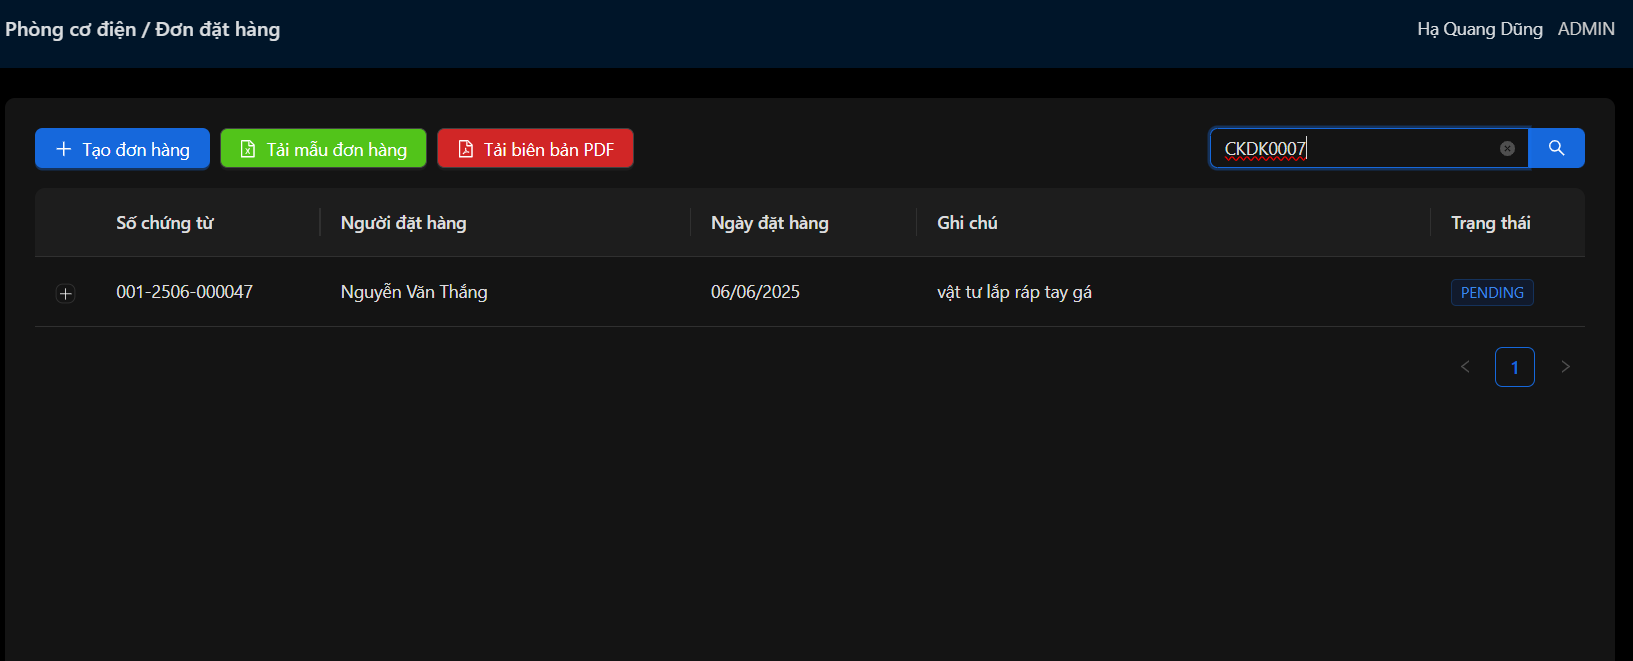 Phòng cơ điện / Đơn đặt hàng
Hạ Quang Dũng ADMIN
Tạo đơn hàng
Tải mẫu đơn hàng
Tải biên bản PDF
CKDK0007
Số chứng từ
Người đặt hàng
Ngày đặt hàng
Ghi chú
Trạng thái
001-2506-000047
Nguyễn Văn Thắng
06/06/2025
vật tư lắp ráp tay gá
PENDING
1